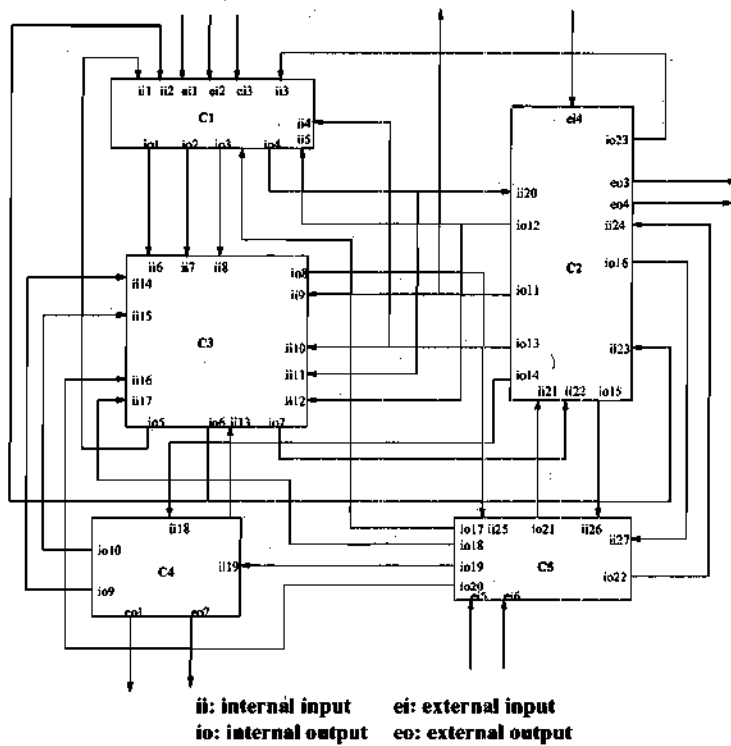 ii1 ii2 ei1 ei2 ei3 ii3
C1
ii4
ii5
io1 io2 io3 io4
ei4
io23
eo3
eo4
ii20
io12
ii24
io16
C2
io11
io13
ii23
io14
ii21 ii22 io15
ii6 ii7 ii8
io8
ii9
ii14
ii15
C3
ii10
ii11
ii16
ii17
ii12
io5 io6 ii13 io7
ii18
io10
C4
ii19
io9
eo1 eo2
io17 ii25 io21 ii26
io18
ii27
io19
C5
io20
io22
ei5 ei6
ii: internal input ei: external input
io: internal output eo: external output